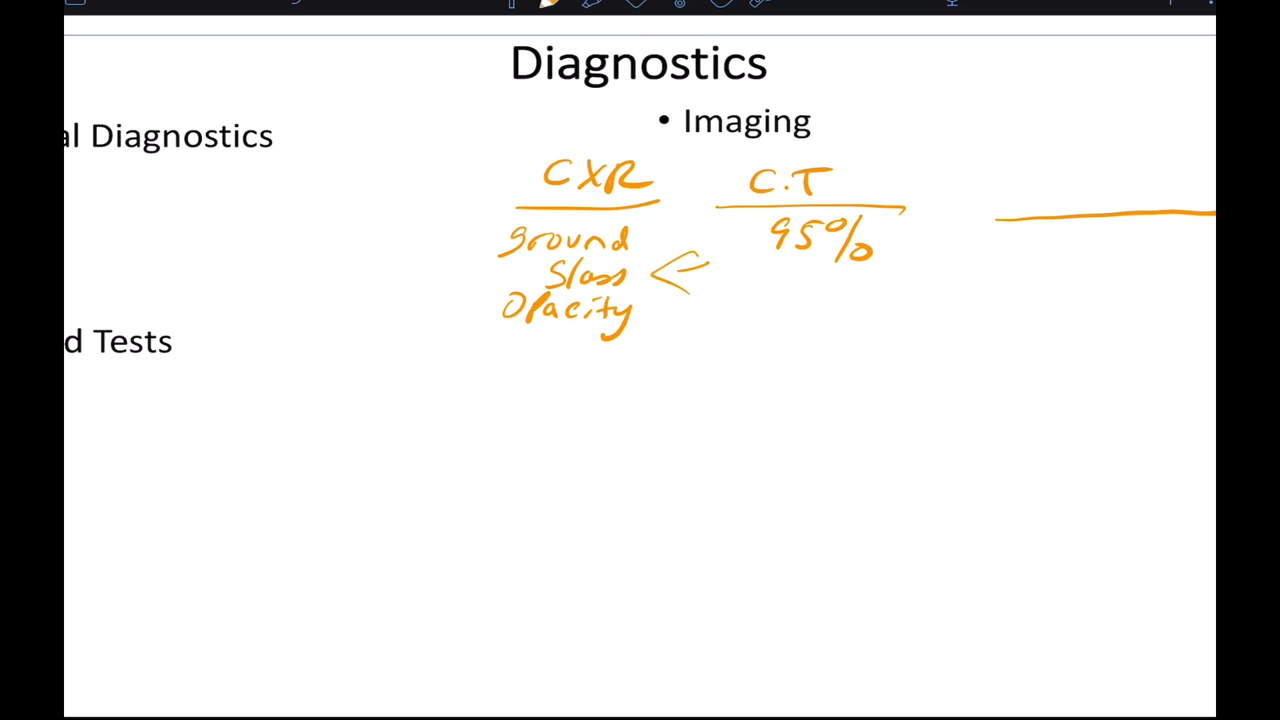 Diagnostics
al Diagnostics
• Imaging
CXR
C.T
ground
95%
Glass
Opacity
d Tests